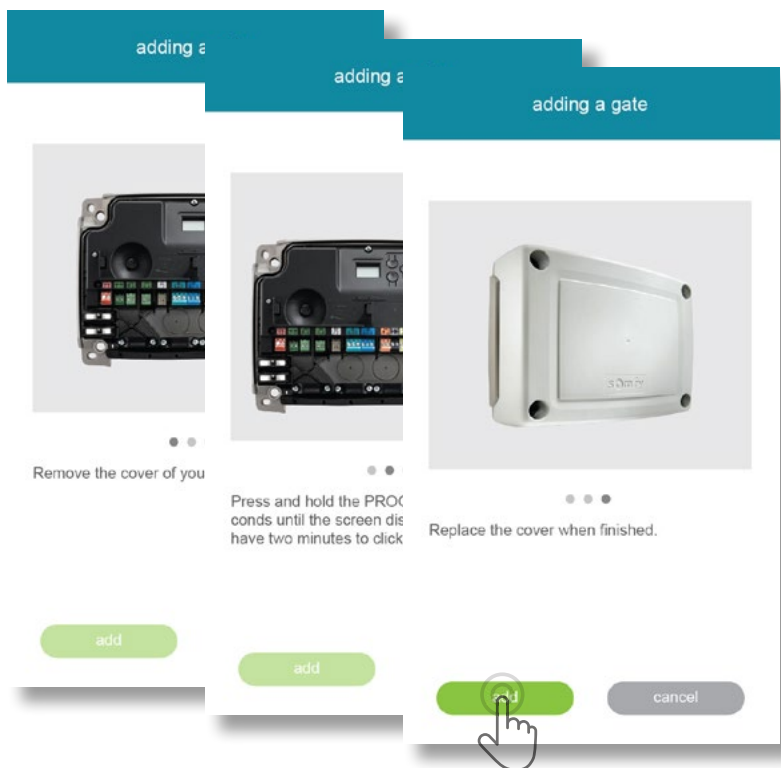 adding a
Remove the cover of you
add
adding a
Press and hold the PROG
conds until the screen dis
have two minutes to click
add
adding a gate
Somfy
Replace the cover when finished.
add
cancel